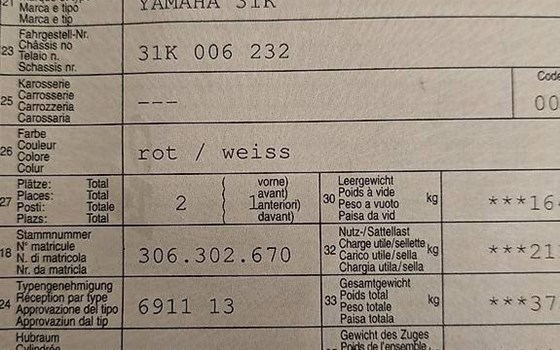 21
Marca e tipo
Marca e tip
YAMAHA 31K
23
Fahrgestell-Nr.
Châssis no
Telaio n.
Schassis nr.
31K 006 232
25
Karosserie
Carrosserie
Carrozzeria
Carossaria
---
Code
00
26
Farbe
Couleur
Colore
Colur
rot / weiss
27
Plätze: Total
Places: Total
Posti: Totale
Plazs: Total
2
vorne)
avant)
1 anteriori)
davant)
30
Leergewicht
Poids à vide
Peso a vuoto
Paisa da vid
kg
***16
18
Stammnummer
N° matricule
N. di matricola
Nr. da matricla
306.302.670
32
Nutz-/Sattellast
Charge utile/sellette
Carico utile/sella
Chargia utila/sella
kg
***21
24
Typengenehmigung
Réception par type
Approvazione del tipo
Approvaziun dal tip
6911 13
33
Gesamtgewicht
Poids total
Peso totale
Paisa totala
kg
***37
Hubraum
Cylindrée
Gewicht des Zuges
Poids de l'ensemble